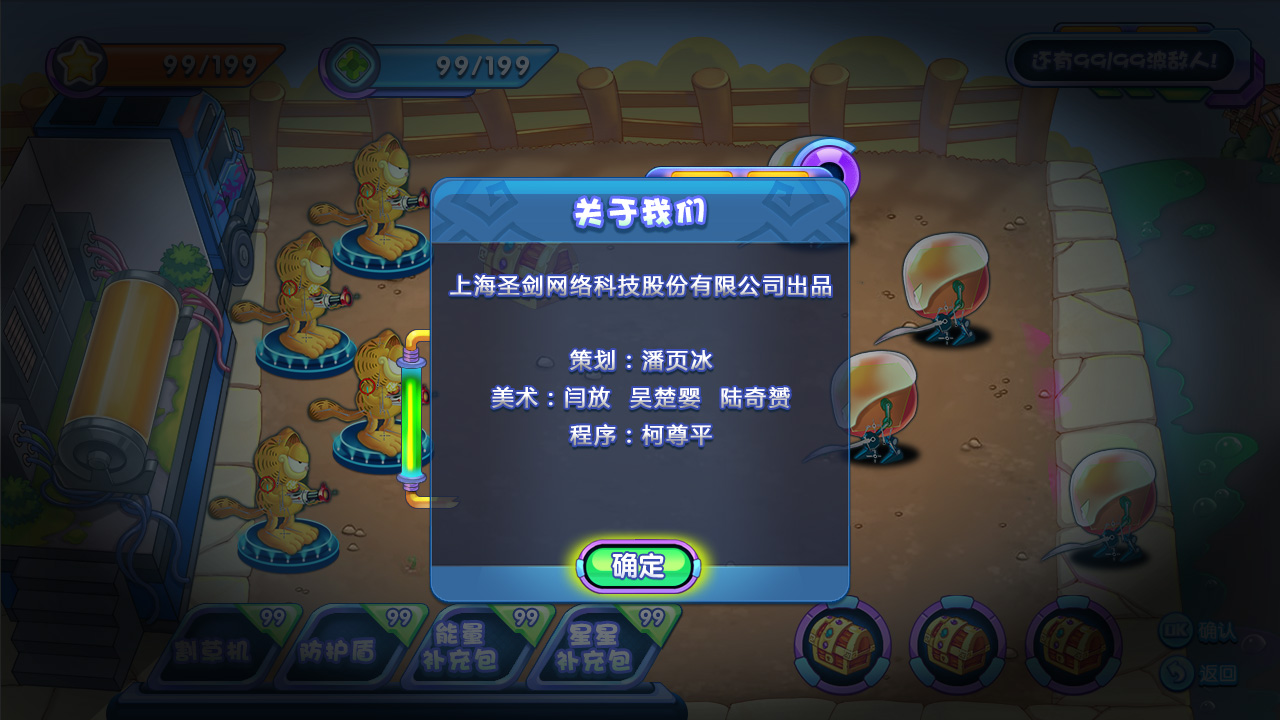 99/199
99/199
还有99/99波敌人!
关于我们
上海圣剑网络科技股份有限公司出品
策划：潘页冰
美术：闫放 吴楚婴 陆奇赟
程序：柯尊平
确定
99
99
99
99
割草机
防护盾
能量
补充包
星星
补充包
OK 确认
返回